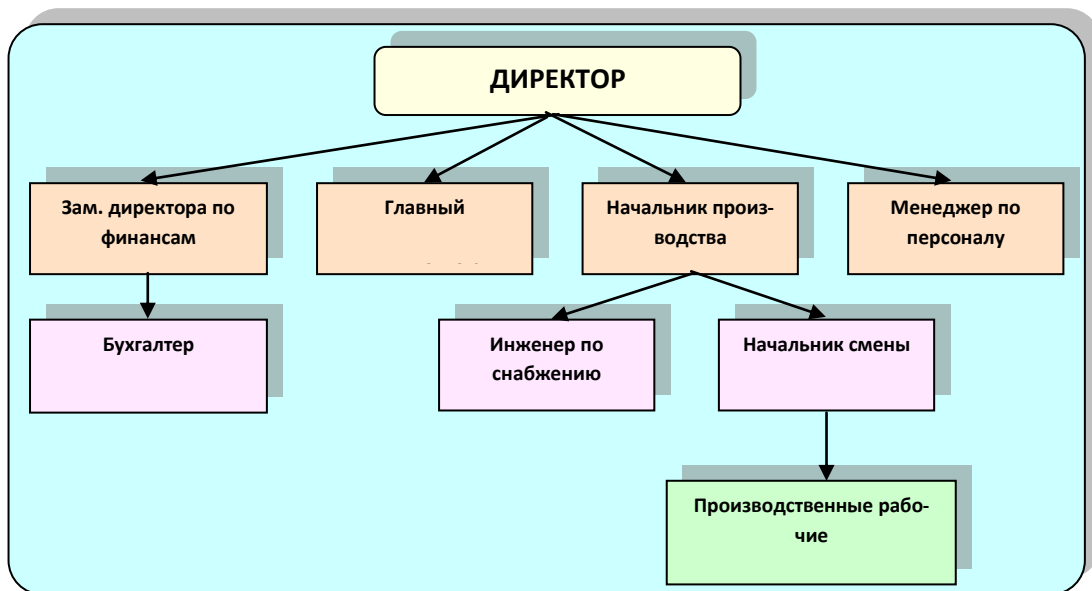 ДИРЕКТОР
Зам. директора по
финансам
Главный
Начальник произ-
водства
Менеджер по
персоналу
Бухгалтер
Инженер по
снабжению
Начальник смены
Производственные рабо-
чие